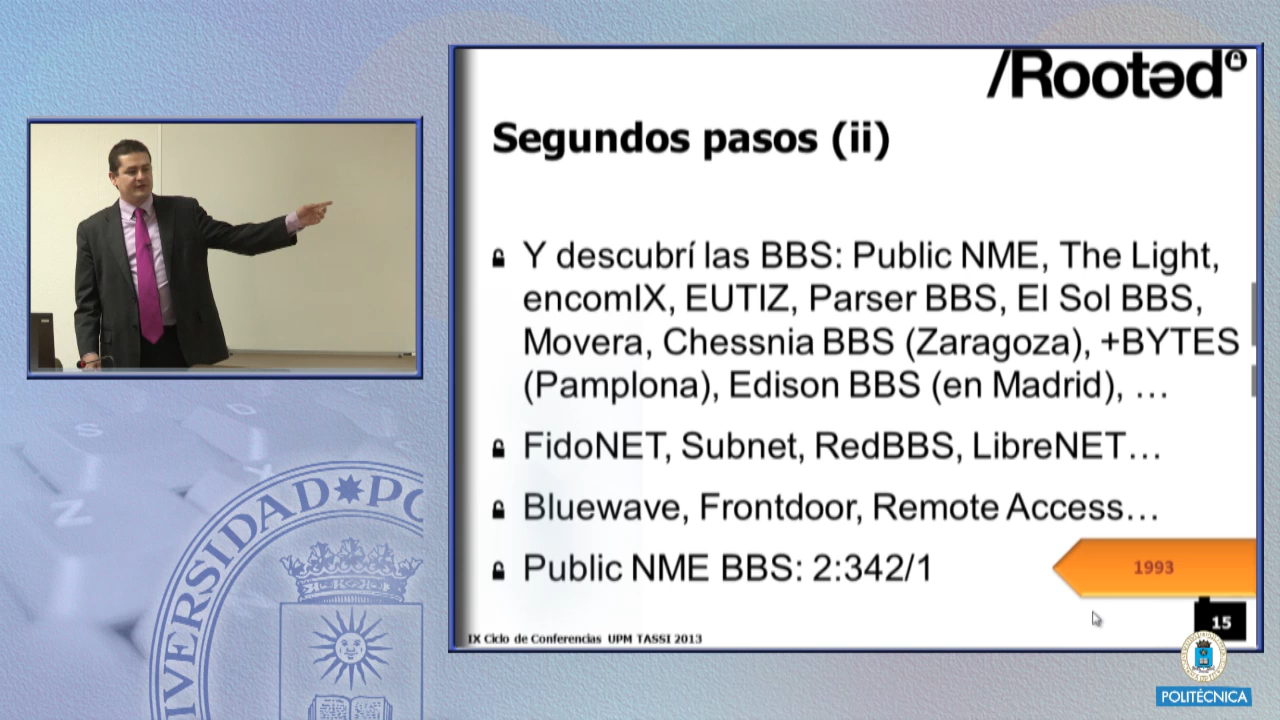 /Rootəd
Segundos pasos (ii)
Y descubrí las BBS: Public NME, The Light,
encomIX, EUTIZ, Parser BBS, El Sol BBS,
Movera, Chessnia BBS (Zaragoza), +BYTES
(Pamplona), Edison BBS (en Madrid), …
FidoNET, Subnet, RedBBS, LibreNET…
Bluewave, Frontdoor, Remote Access…
Public NME BBS: 2:342/1
1993
15
IX Ciclo de Conferencias UPM TASSI 2013
POLITÉCNICA